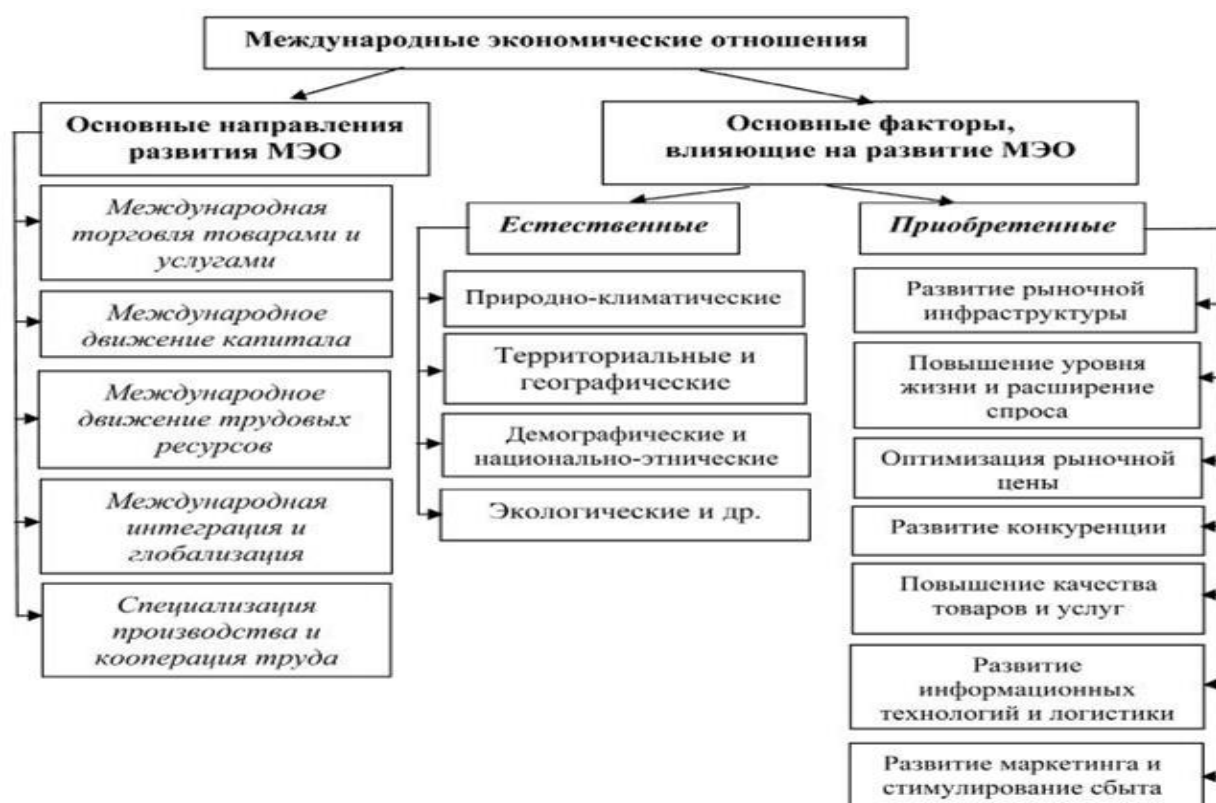 Международные экономические отношения
Основные направления
развития МЭО
Международная
торговля товарами и
услугами
Международное
движение капитала
Международное
движение трудовых
ресурсов
Международная
интеграция и
глобализация
Специализация
производства и
кооперация труда
Основные факторы,
влияющие на развитие МЭО
Естественные
Природно-климатические
Территориальные и
географические
Демографические и
национально-этнические
Экологические и др.
Приобретенные
Развитие рыночной
инфраструктуры
Повышение уровня
жизни и расширение
спроса
Оптимизация рыночной
цены
Развитие конкуренции
Повышение качества
товаров и услуг
Развитие
информационных
технологий и логистики
Развитие маркетинга и
стимулирование сбыта